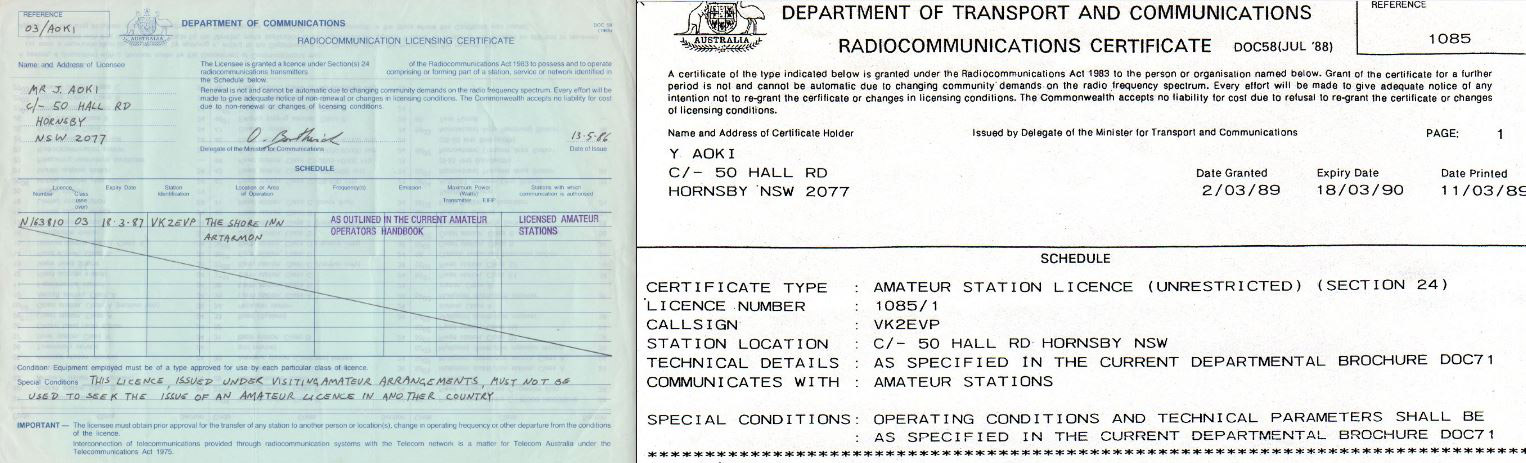 REFERENCE
03/AOKI
AUSTRALIA
DEPARTMENT OF COMMUNICATIONS
RADIOCOMMUNICATION LICENSING CERTIFICATE
DOC 58
Name and Address of Licensee
MR J. AOKI
C/- 50 HALL RD
HORNSBY
NSW 2077
The Licensee is granted a licence under Section(s) 24 of the Radiocommunications Act 1983 to possess and to operate
radiocommunications transmitters comprising or forming part of a station, service or network identified in
the Schedule below.
Renewal is not and cannot be automatic due to changing community demands on the radio frequency spectrum. Every effort will be
made to give adequate notice of non-renewal or changes in licensing conditions. The Commonwealth accepts no liability for cost
due to non-renewal or changes of licensing conditions.
13-5-86
Delegate of the Minister for Communications
Date of Issue
SCHEDULE
Licence
Number
Class
(see
over)
Expiry Date
Station
Identification
Location or Area
of Operation
Frequency(s)
Emission
Maximum Power
(Watts)
Transmitter EIRP
Stations with which
communication is authorised
N163810 03 18-3-87 VK2EVP THE SHORE INN
ARTARMON
AS OUTLINED IN THE CURRENT AMATEUR
OPERATORS HANDBOOK
LICENSED AMATEUR
STATIONS
Condition: Equipment employed must be of a type approved for use by each particular class of licence.
Special Conditions THIS LICENCE, ISSUED UNDER VISITING AMATEUR ARRANGEMENTS, MUST NOT BE
USED TO SEEK THE ISSUE OF AN AMATEUR LICENCE IN ANOTHER COUNTRY
IMPORTANT — The licensee must obtain prior approval for the transfer of any station to another person or location(s), change in operating frequency or other departure from the conditions
of the licence.
Interconnection of telecommunications provided through radiocommunication systems with the Telecom network is a matter for Telecom Australia under the
Telecommunications Act 1975.
AUSTRALIA
DEPARTMENT OF TRANSPORT AND COMMUNICATIONS
RADIOCOMMUNICATIONS CERTIFICATE DOC58(JUL '88)
REFERENCE
1085
A certificate of the type indicated below is granted under the Radiocommunications Act 1983 to the person or organisation named below. Grant of the certificate for a further
period is not and cannot be automatic due to changing community demands on the radio frequency spectrum. Every effort will be made to give adequate notice of any
intention not to re-grant the certificate or changes in licensing conditions. The Commonwealth accepts no liability for cost due to refusal to re-grant the certificate or changes
of licensing conditions.
Name and Address of Certificate Holder
Issued by Delegate of the Minister for Transport and Communications
PAGE: 1
Y AOKI
C/- 50 HALL RD
HORNSBY NSW 2077
Date Granted
2/03/89
Expiry Date
18/03/90
Date Printed
11/03/89
SCHEDULE
CERTIFICATE TYPE : AMATEUR STATION LICENCE (UNRESTRICTED) (SECTION 24)
LICENCE NUMBER : 1085/1
CALLSIGN : VK2EVP
STATION LOCATION : C/- 50 HALL RD HORNSBY NSW
TECHNICAL DETAILS : AS SPECIFIED IN THE CURRENT DEPARTMENTAL BROCHURE DOC71
COMMUNICATES WITH : AMATEUR STATIONS
SPECIAL CONDITIONS: OPERATING CONDITIONS AND TECHNICAL PARAMETERS SHALL BE
: AS SPECIFIED IN THE CURRENT DEPARTMENTAL BROCHURE DOC71